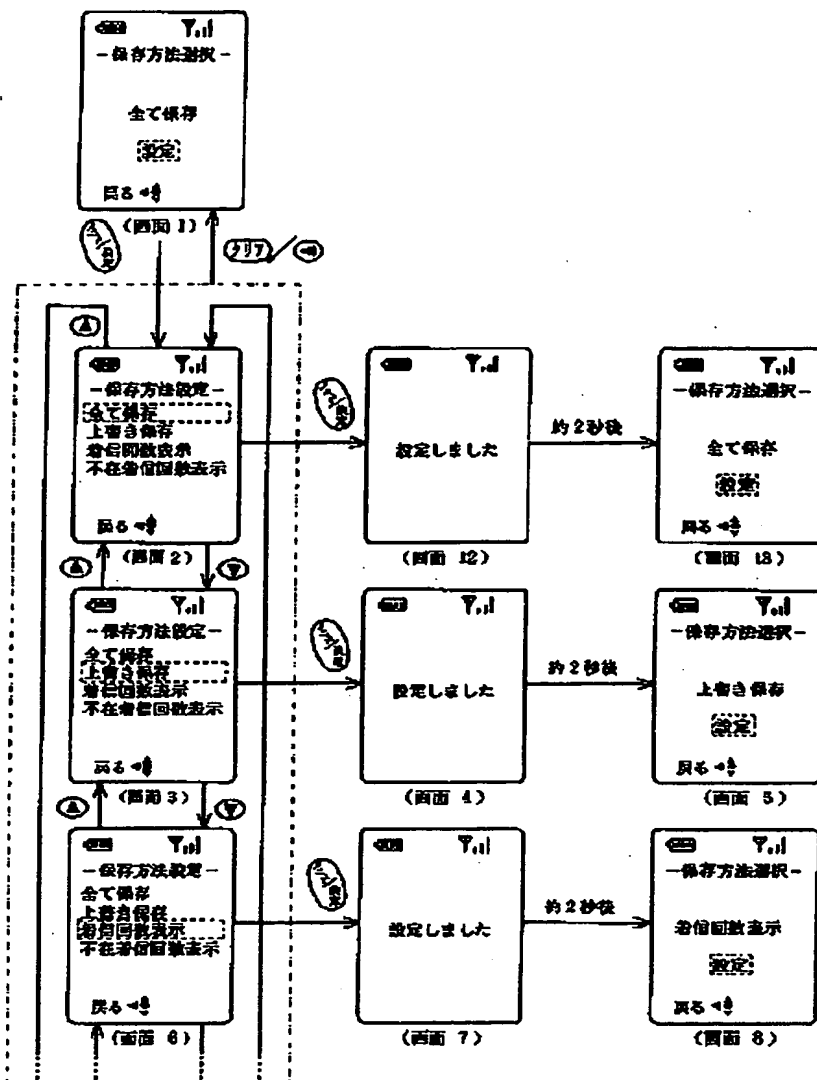 －保存方法選択－
全て保存
設定
戻る
(画面 1)
クリア
－保存方法設定－
全て保存
上書き保存
着信回数表示
不在着信回数表示
戻る
(画面 2)
設定しました
(画面 12)
約2秒後
－保存方法選択－
全て保存
設定
戻る
(画面 13)
－保存方法設定－
全て保存
上書き保存
着信回数表示
不在着信回数表示
戻る
(画面 3)
設定しました
(画面 4)
約2秒後
－保存方法選択－
上書き保存
設定
戻る
(画面 5)
－保存方法設定－
全て保存
上書き保存
着信回数表示
不在着信回数表示
戻る
(画面 6)
設定しました
(画面 7)
約2秒後
－保存方法選択－
着信回数表示
設定
戻る
(画面 8)